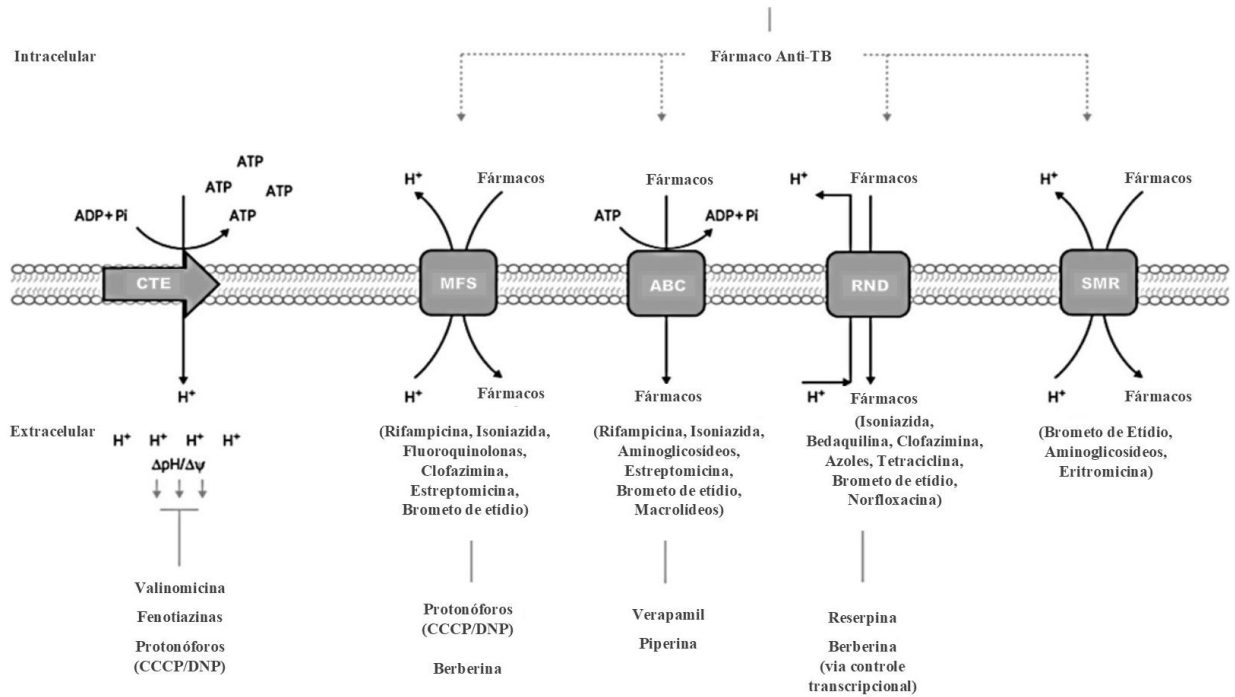 Intracelular
Fármaco Anti-TB
ATP
ATP
ATP
ADP+Pi
ATP
CTE
H⁺
H⁺ H⁺ H⁺ H⁺
ΔpH/Δψ
Valinomicina
Fenotiazinas
Protonóforos
(CCCP/DNP)
H⁺
Fármacos
MFS
H⁺
Fármacos
(Rifampicina, Isoniazida,
Fluoroquinolonas,
Clofazimina,
Estreptomicina,
Brometo de etídio)
Protonóforos
(CCCP/DNP)
Berberina
Fármacos
ATP
ADP+Pi
ABC
Fármacos
(Rifampicina, Isoniazida,
Aminoglicosídeos,
Estreptomicina,
Brometo de etídio,
Macrolídeos)
Verapamil
Piperina
H⁺
Fármacos
RND
H⁺
Fármacos
(Isoniazida,
Bedaquilina, Clofazimina,
Azoles, Tetraciclina,
Brometo de etídio,
Norfloxacina)
Reserpina
Berberina
(via controle
transcripcional)
H⁺
Fármacos
SMR
H⁺
Fármacos
(Brometo de Etídio,
Aminoglicosídeos,
Eritromicina)
Extracelular